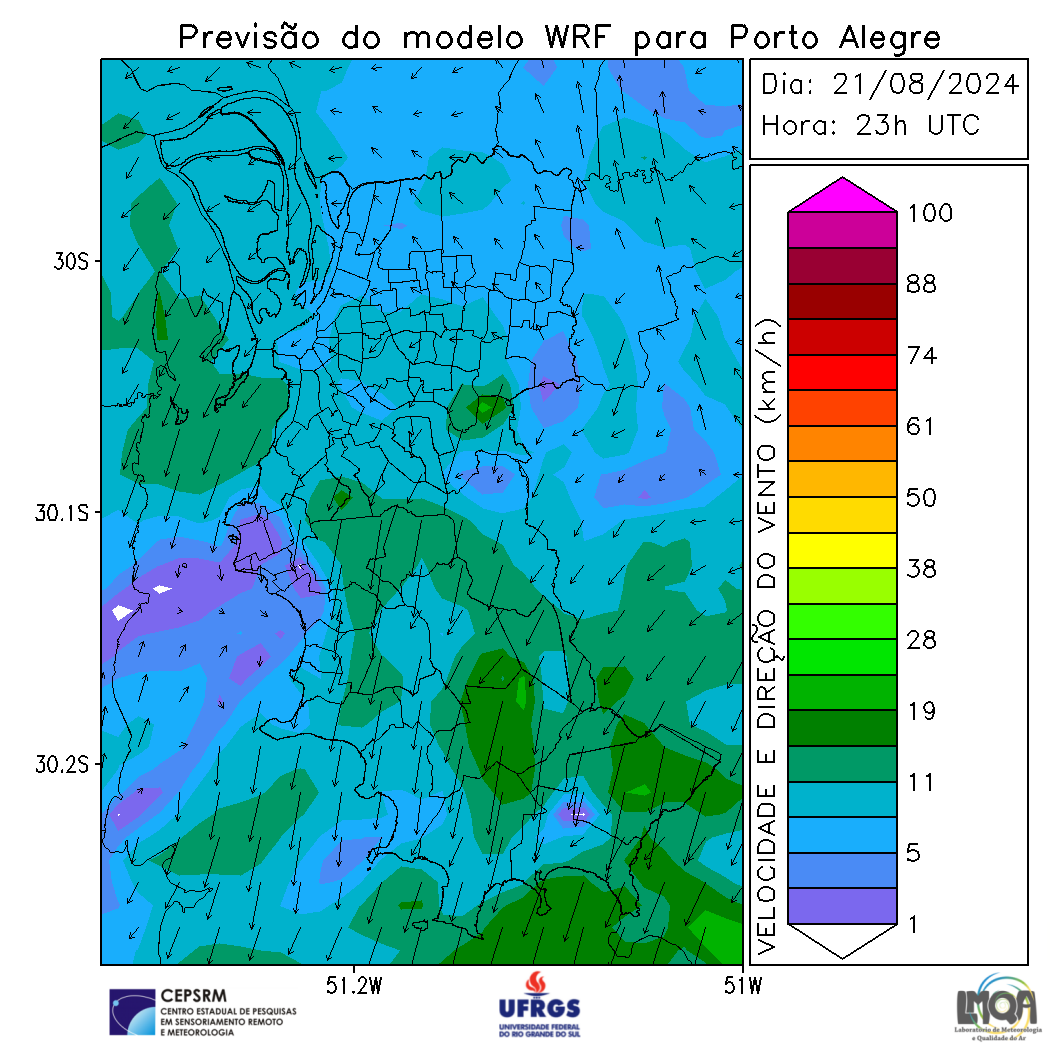 Previsão do modelo WRF para Porto Alegre
Dia: 21/08/2024
Hora: 23h UTC
30S
30.1S
30.2S
51.2W
51W
VELOCIDADE E DIREÇÃO DO VENTO (km/h)
100
88
74
61
50
38
28
19
11
5
1
CEPSRM
CENTRO ESTADUAL DE PESQUISAS
EM SENSORIAMENTO REMOTO
E METEOROLOGIA
UFRGS
UNIVERSIDADE FEDERAL
DO RIO GRANDE DO SUL
LMQA
Laboratório de Meteorologia
e Qualidade do Ar